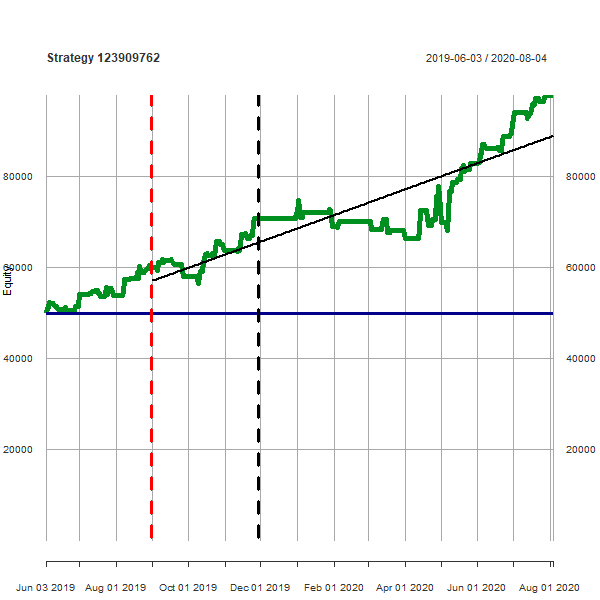 Strategy 123909762
2019-06-03 / 2020-08-04
80000
80000
60000
60000
Equity
40000
40000
20000
20000
Jun 03 2019
Aug 01 2019
Oct 01 2019
Dec 01 2019
Feb 01 2020
Apr 01 2020
Jun 01 2020
Aug 01 2020